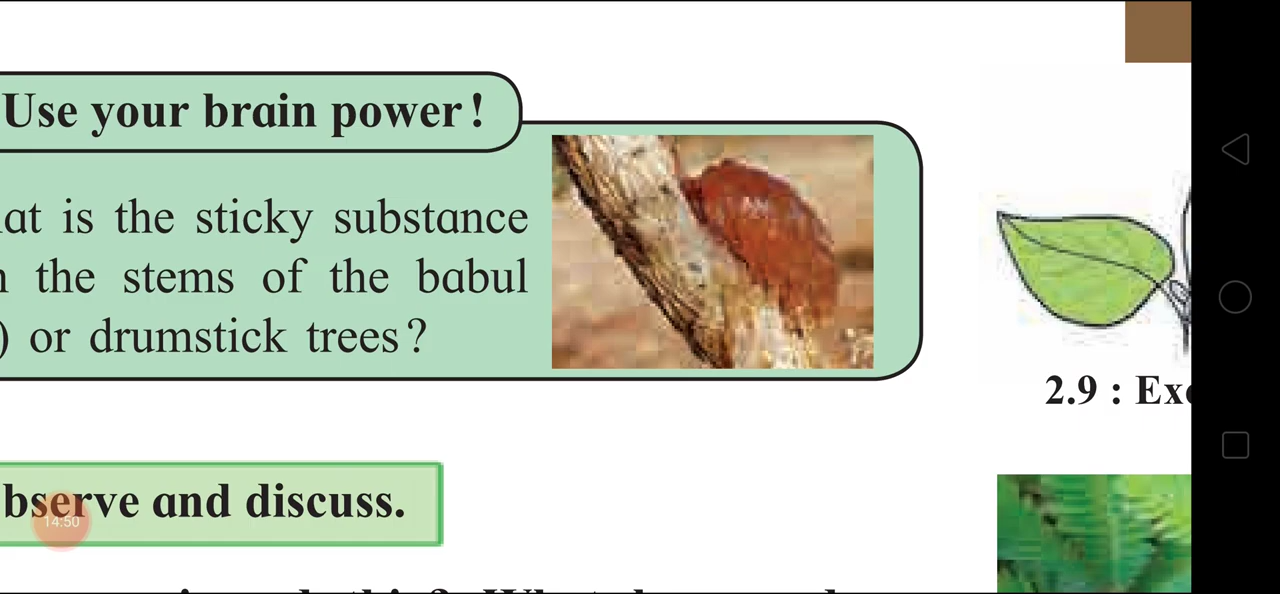 Use your brain power!
at is the sticky substance
the stems of the babul
) or drumstick trees?
2.9 : Exc
bserve and discuss.
14:50